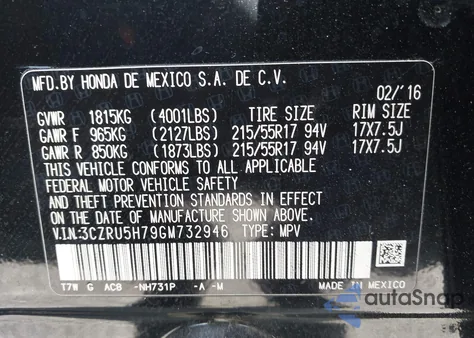 MFD.BY HONDA DE MEXICO S.A. DE C.V.
02/'16
GVWR 1815KG (4001LBS) TIRE SIZE RIM SIZE
GAWR F 965KG (2127LBS) 215/55R17 94V 17X7.5J
GAWR R 850KG (1873LBS) 215/55R17 94V 17X7.5J
THIS VEHICLE CONFORMS TO ALL APPLICABLE
FEDERAL MOTOR VEHICLE SAFETY
AND THEFT PREVENTION STANDARDS IN EFFECT
ON THE DATE OF MANUFACTURE SHOWN ABOVE.
V.I.N:3CZRU5H79GM732946 TYPE: MPV
T7W G AC8 -NH731P -A -M
MADE IN MEXICO
autoSnap